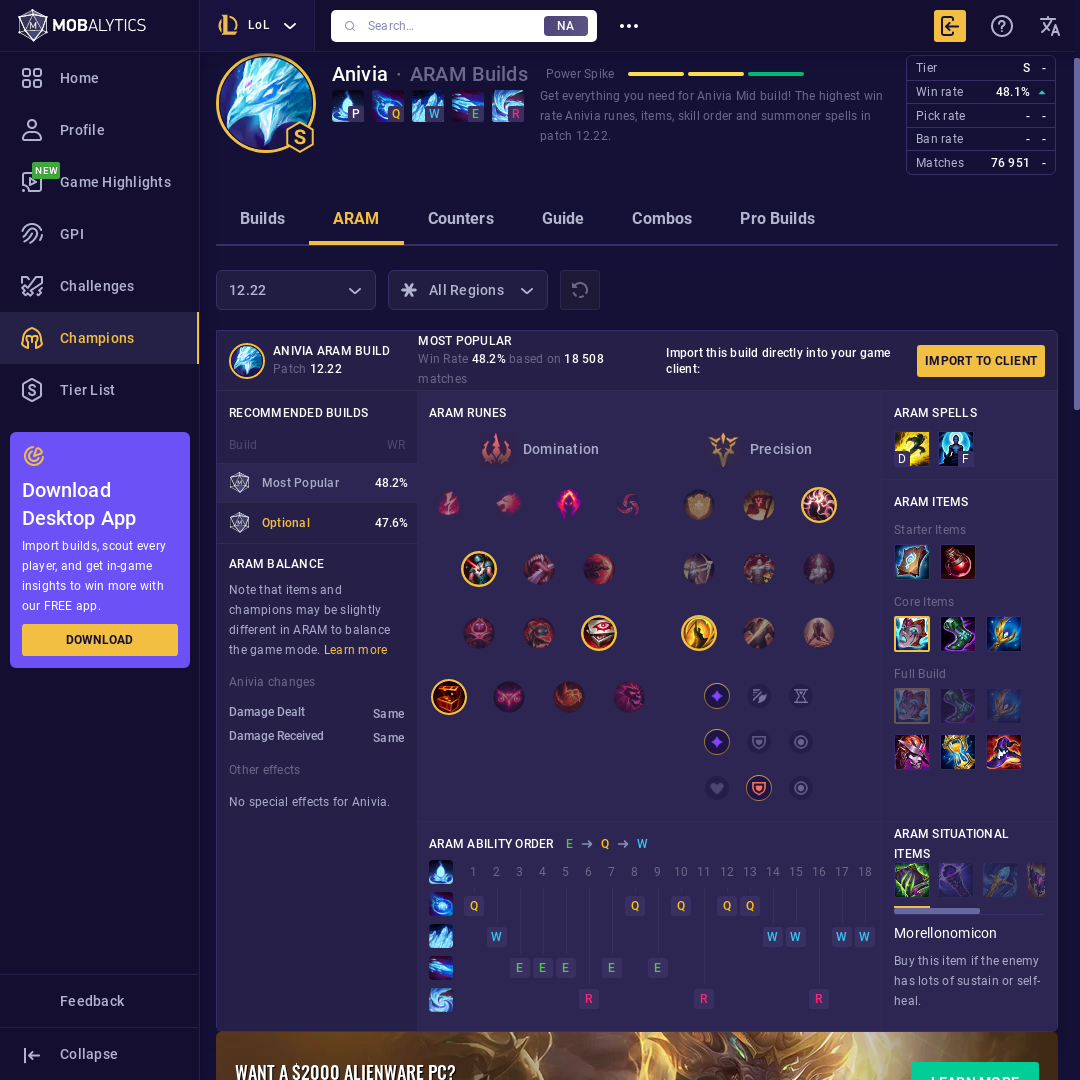 MOBALYTICS
LoL
Search...
NA
Home
Profile
NEW
Game Highlights
GPI
Challenges
Champions
Tier List
Download
Desktop App
Import builds, scout every
player, and get in-game
insights to win more with
our FREE app.
DOWNLOAD
Feedback
Collapse
Anivia · ARAM Builds
P
Q
W
E
R
S
Power Spike
Get everything you need for Anivia Mid build! The highest win
rate Anivia runes, items, skill order and summoner spells in
patch 12.22.
Tier S -
Win rate 48.1%
Pick rate - -
Ban rate - -
Matches 76 951 -
Builds ARAM Counters Guide Combos Pro Builds
12.22
All Regions
ANIVIA ARAM BUILD
Patch 12.22
MOST POPULAR
Win Rate 48.2% based on 18 508
matches
Import this build directly into your game
client:
IMPORT TO CLIENT
RECOMMENDED BUILDS
Build WR
Most Popular 48.2%
Optional 47.6%
ARAM BALANCE
Note that items and
champions may be slightly
different in ARAM to balance
the game mode. Learn more
Anivia changes
Damage Dealt Same
Damage Received Same
Other effects
No special effects for Anivia.
ARAM RUNES
Domination
Precision
ARAM SPELLS
D
F
ARAM ITEMS
Starter Items
Core Items
Full Build
ARAM ABILITY ORDER E → Q → W
1 2 3 4 5 6 7 8 9 10 11 12 13 14 15 16 17 18
Q Q Q Q Q
W W W W W
E E E E E
R R R
ARAM SITUATIONAL
ITEMS
Morellonomicon
Buy this item if the enemy
has lots of sustain or self-
heal.
WANT A $2000 ALIENWARE PC?
LEARN MORE